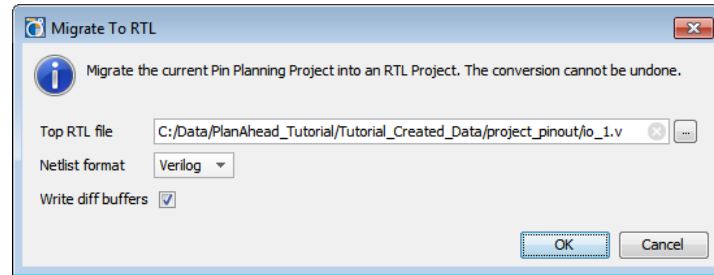 Migrate To RTL
Migrate the current Pin Planning Project into an RTL Project. The conversion cannot be undone.
Top RTL file C:/Data/PlanAhead_Tutorial/Tutorial_Created_Data/project_pinout/io_1.v ...
Netlist format Verilog
Write diff buffers
OK Cancel